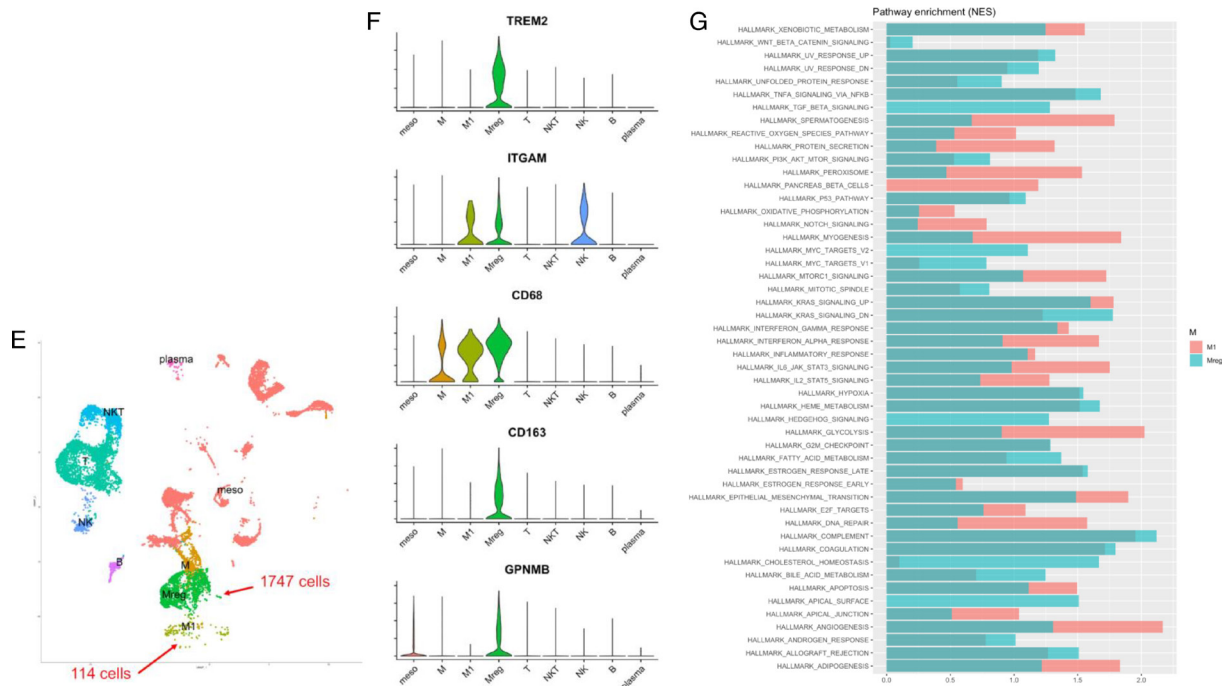 E
plasma
NKT
T
meso
NK
B
M
Mreg
M1
1747 cells
114 cells
F
TREM2
meso M M1 Mreg T NKT NK B plasma
ITGAM
meso M M1 Mreg T NKT NK B plasma
CD68
meso M M1 Mreg T NKT NK B plasma
CD163
meso M M1 Mreg T NKT NK B plasma
GPNMB
meso M M1 Mreg T NKT NK B plasma
G
Pathway enrichment (NES)
HALLMARK_XENOBIOTIC_METABOLISM
HALLMARK_WNT_BETA_CATENIN_SIGNALING
HALLMARK_UV_RESPONSE_UP
HALLMARK_UV_RESPONSE_DN
HALLMARK_UNFOLDED_PROTEIN_RESPONSE
HALLMARK_TNFA_SIGNALING_VIA_NFKB
HALLMARK_TGF_BETA_SIGNALING
HALLMARK_SPERMATOGENESIS
HALLMARK_REACTIVE_OXYGEN_SPECIES_PATHWAY
HALLMARK_PROTEIN_SECRETION
HALLMARK_PI3K_AKT_MTOR_SIGNALING
HALLMARK_PEROXISOME
HALLMARK_PANCREAS_BETA_CELLS
HALLMARK_P53_PATHWAY
HALLMARK_OXIDATIVE_PHOSPHORYLATION
HALLMARK_NOTCH_SIGNALING
HALLMARK_MYOGENESIS
HALLMARK_MYC_TARGETS_V2
HALLMARK_MYC_TARGETS_V1
HALLMARK_MTORC1_SIGNALING
HALLMARK_MITOTIC_SPINDLE
HALLMARK_KRAS_SIGNALING_UP
HALLMARK_KRAS_SIGNALING_DN
HALLMARK_INTERFERON_GAMMA_RESPONSE
HALLMARK_INTERFERON_ALPHA_RESPONSE
HALLMARK_INFLAMMATORY_RESPONSE
HALLMARK_IL6_JAK_STAT3_SIGNALING
HALLMARK_IL2_STAT5_SIGNALING
HALLMARK_HYPOXIA
HALLMARK_HEME_METABOLISM
HALLMARK_HEDGEHOG_SIGNALING
HALLMARK_GLYCOLYSIS
HALLMARK_G2M_CHECKPOINT
HALLMARK_FATTY_ACID_METABOLISM
HALLMARK_ESTROGEN_RESPONSE_LATE
HALLMARK_ESTROGEN_RESPONSE_EARLY
HALLMARK_EPITHELIAL_MESENCHYMAL_TRANSITION
HALLMARK_E2F_TARGETS
HALLMARK_DNA_REPAIR
HALLMARK_COMPLEMENT
HALLMARK_COAGULATION
HALLMARK_CHOLESTEROL_HOMEOSTASIS
HALLMARK_BILE_ACID_METABOLISM
HALLMARK_APOPTOSIS
HALLMARK_APICAL_SURFACE
HALLMARK_APICAL_JUNCTION
HALLMARK_ANGIOGENESIS
HALLMARK_ANDROGEN_RESPONSE
HALLMARK_ALLOGRAFT_REJECTION
HALLMARK_ADIPOGENESIS
0.0 0.5 1.0 1.5 2.0
M
M1
Mreg